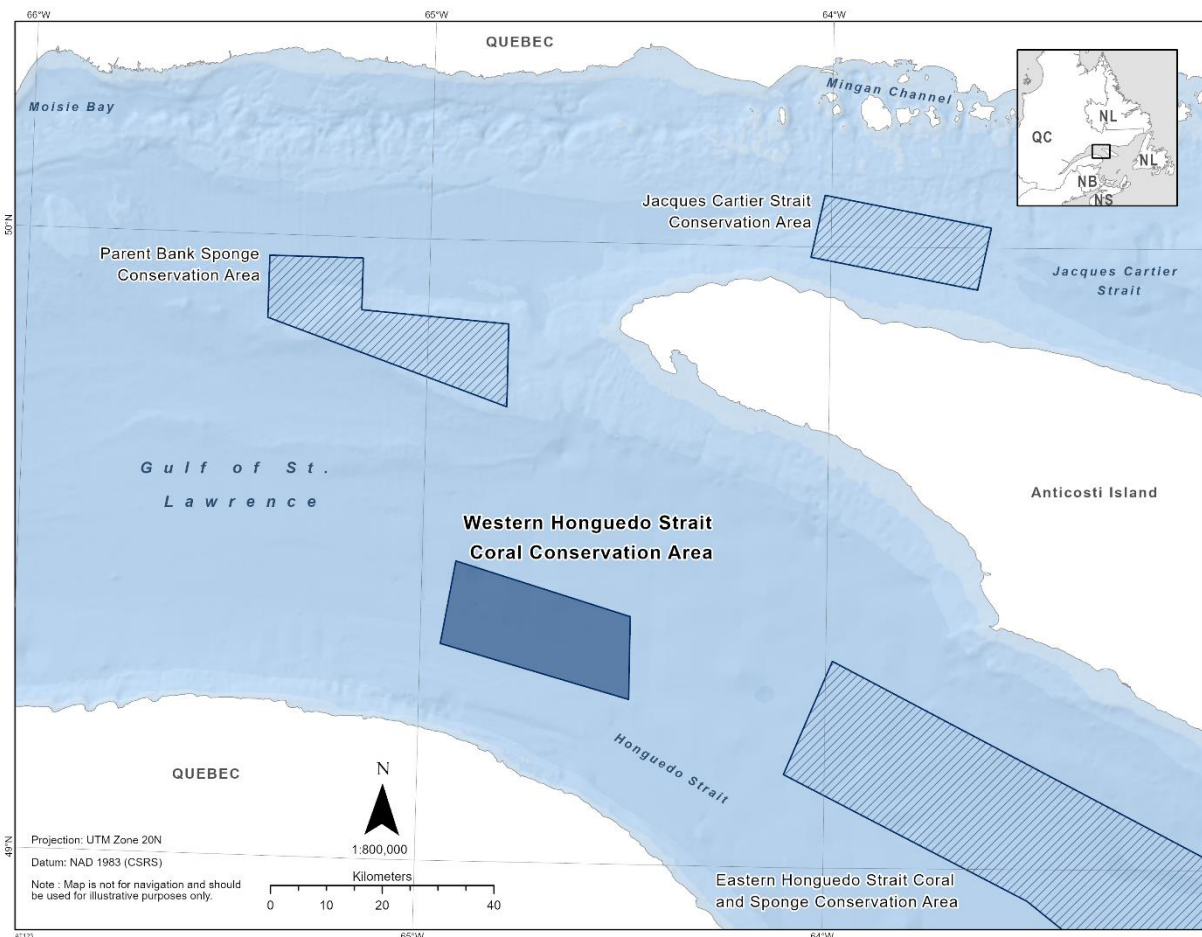 66°W
65°W
64°W
QUEBEC
Moisie Bay
Mingan Channel
QC
NL
NL
NB
NS
Jacques Cartier Strait
Conservation Area
50°N
Parent Bank Sponge
Conservation Area
Jacques Cartier
Strait
Gulf of St.
Lawrence
Anticosti Island
Western Honguedo Strait
Coral Conservation Area
Honguedo Strait
QUEBEC
N
1:800,000
Kilometers
0 10 20 40
Projection: UTM Zone 20N
Datum: NAD 1983 (CSRS)
Note : Map is not for navigation and should
be used for illustrative purposes only.
49°N
Eastern Honguedo Strait Coral
and Sponge Conservation Area
65°W
64°W